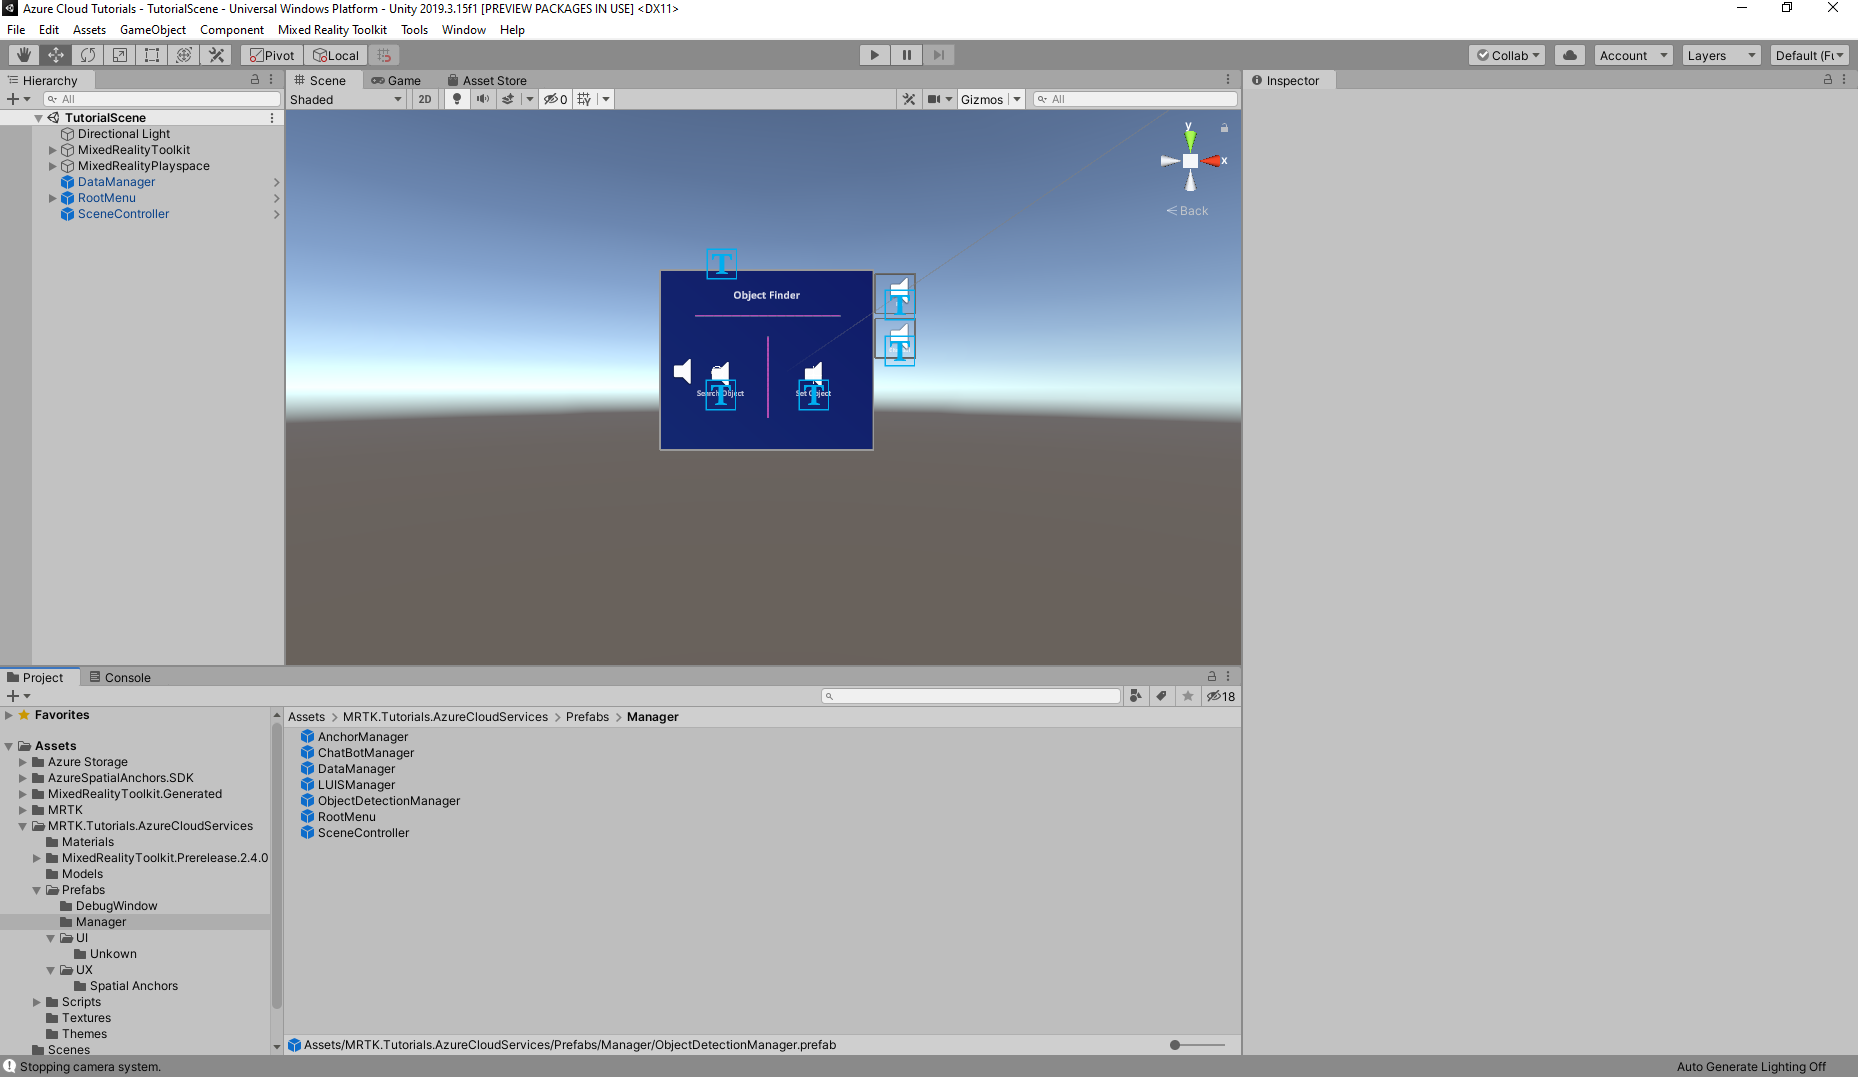 Azure Cloud Tutorials - TutorialScene - Universal Windows Platform - Unity 2019.3.15f1 [PREVIEW PACKAGES IN USE] <DX11>
File Edit Assets GameObject Component Mixed Reality Toolkit Tools Window Help
Pivot Local Collab Account Layers Default (Fu
Hierarchy Scene Game Asset Store Inspector
All Shaded 2D 0 Gizmos All
TutorialScene
Directional Light
MixedRealityToolkit
MixedRealityPlayspace
DataManager
RootMenu
SceneController
y
x
Back
T
Object Finder
T
T
Search Object Set Object
T T
Project Console
18
Favorites
Assets > MRTK.Tutorials.AzureCloudServices > Prefabs > Manager
Assets
Azure Storage
AzureSpatialAnchors.SDK
MixedRealityToolkit.Generated
MRTK
MRTK.Tutorials.AzureCloudServices
Materials
MixedRealityToolkit.Prerelease.2.4.0
Models
Prefabs
DebugWindow
Manager
UI
Unkown
UX
Spatial Anchors
Scripts
Textures
Themes
Scenes
AnchorManager
ChatBotManager
DataManager
LUISManager
ObjectDetectionManager
RootMenu
SceneController
Assets/MRTK.Tutorials.AzureCloudServices/Prefabs/Manager/ObjectDetectionManager.prefab
Stopping camera system.
Auto Generate Lighting Off